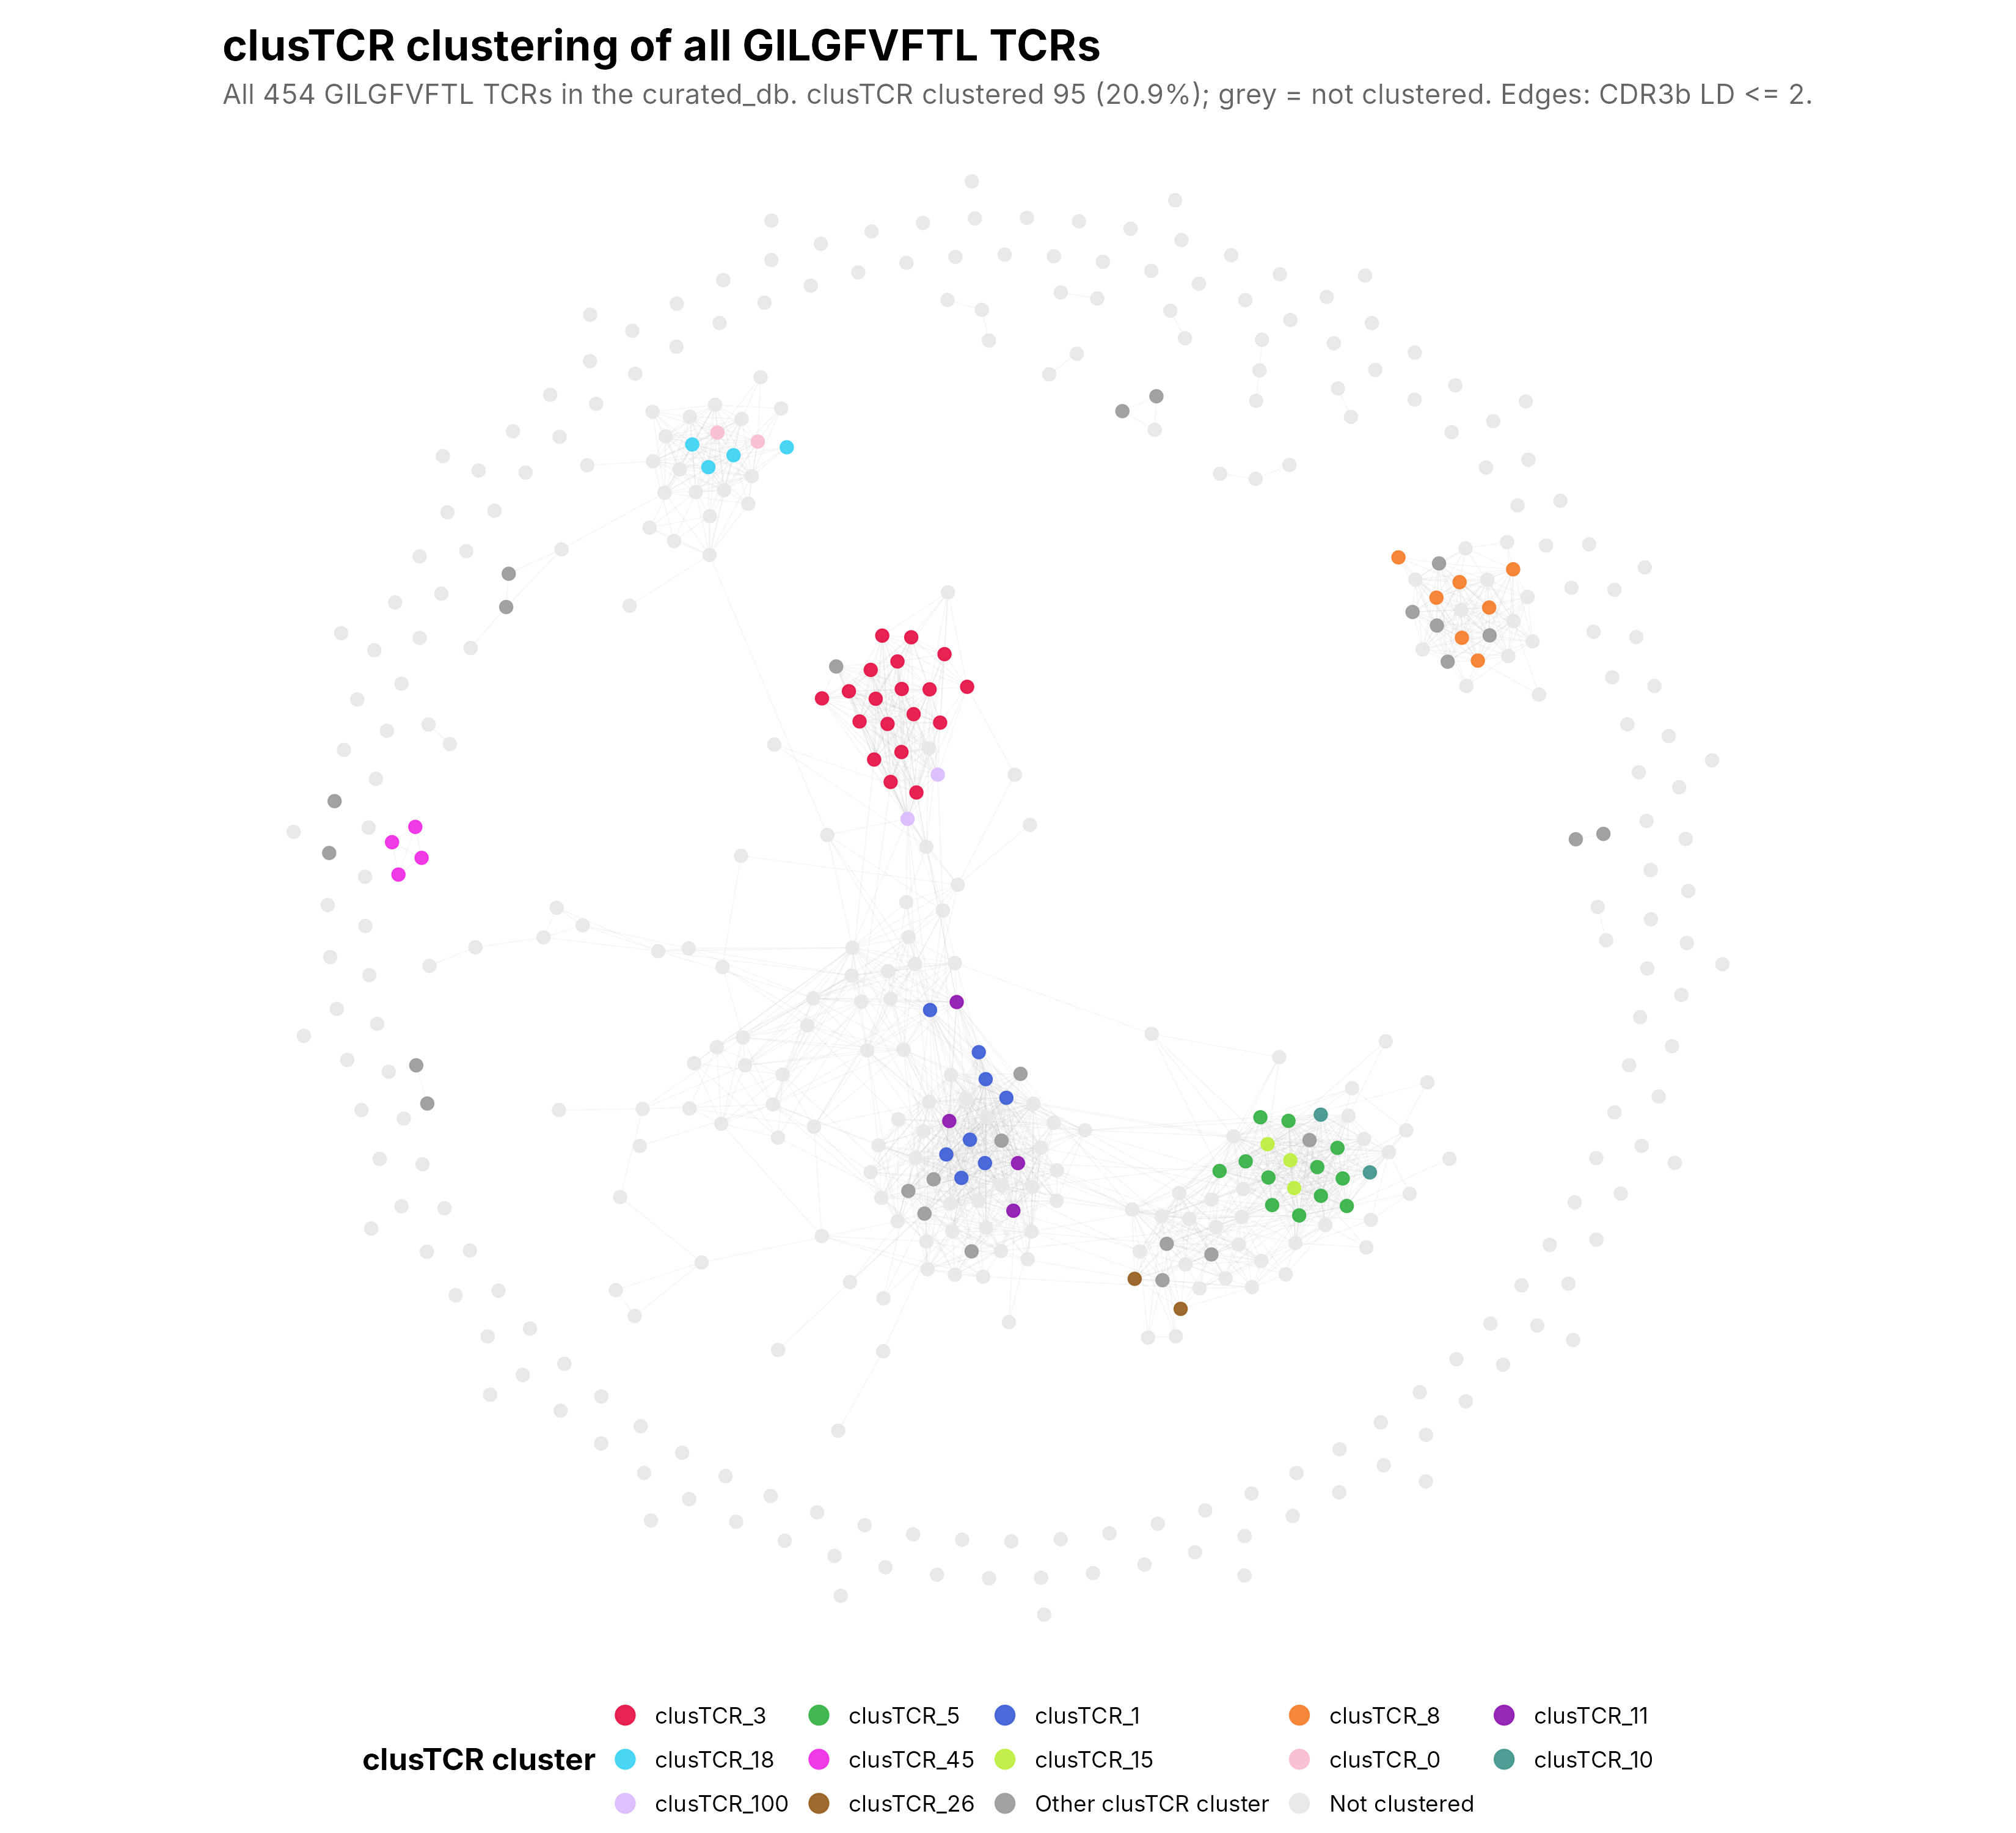 clusTCR clustering of all GILGFVFTL TCRs
All 454 GILGFVFTL TCRs in the curated_db. clusTCR clustered 95 (20.9%); grey = not clustered. Edges: CDR3b LD <= 2.
clusTCR cluster
clusTCR_3 clusTCR_5 clusTCR_1 clusTCR_8 clusTCR_11
clusTCR_18 clusTCR_45 clusTCR_15 clusTCR_0 clusTCR_10
clusTCR_100 clusTCR_26 Other clusTCR cluster Not clustered